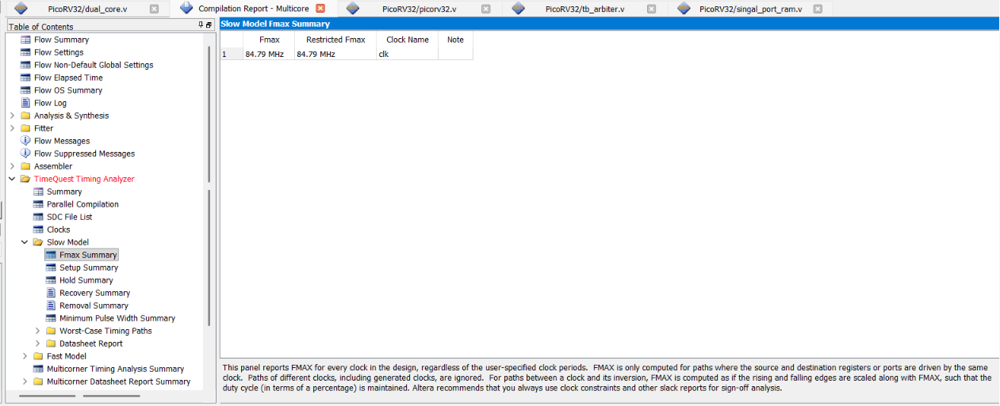 PicoRV32/dual_core.v
Compilation Report - Multicore
PicoRV32/picorv32.v
PicoRV32/tb_arbiter.v
PicoRV32/singal_port_ram.v
Table of Contents
Flow Summary
Flow Settings
Flow Non-Default Global Settings
Flow Elapsed Time
Flow OS Summary
Flow Log
Analysis & Synthesis
Fitter
Flow Messages
Flow Suppressed Messages
Assembler
TimeQuest Timing Analyzer
Summary
Parallel Compilation
SDC File List
Clocks
Slow Model
Fmax Summary
Setup Summary
Hold Summary
Recovery Summary
Removal Summary
Minimum Pulse Width Summary
Worst-Case Timing Paths
Datasheet Report
Fast Model
Multicorner Timing Analysis Summary
Multicorner Datasheet Report Summary
Slow Model Fmax Summary
Fmax Restricted Fmax Clock Name Note
1 84.79 MHz 84.79 MHz clk
This panel reports FMAX for every clock in the design, regardless of the user-specified clock periods. FMAX is only computed for paths where the source and destination registers or ports are driven by the same
clock. Paths of different clocks, including generated clocks, are ignored. For paths between a clock and its inversion, FMAX is computed as if the rising and falling edges are scaled along with FMAX, such that the
duty cycle (in terms of a percentage) is maintained. Altera recommends that you always use clock constraints and other slack reports for sign-off analysis.